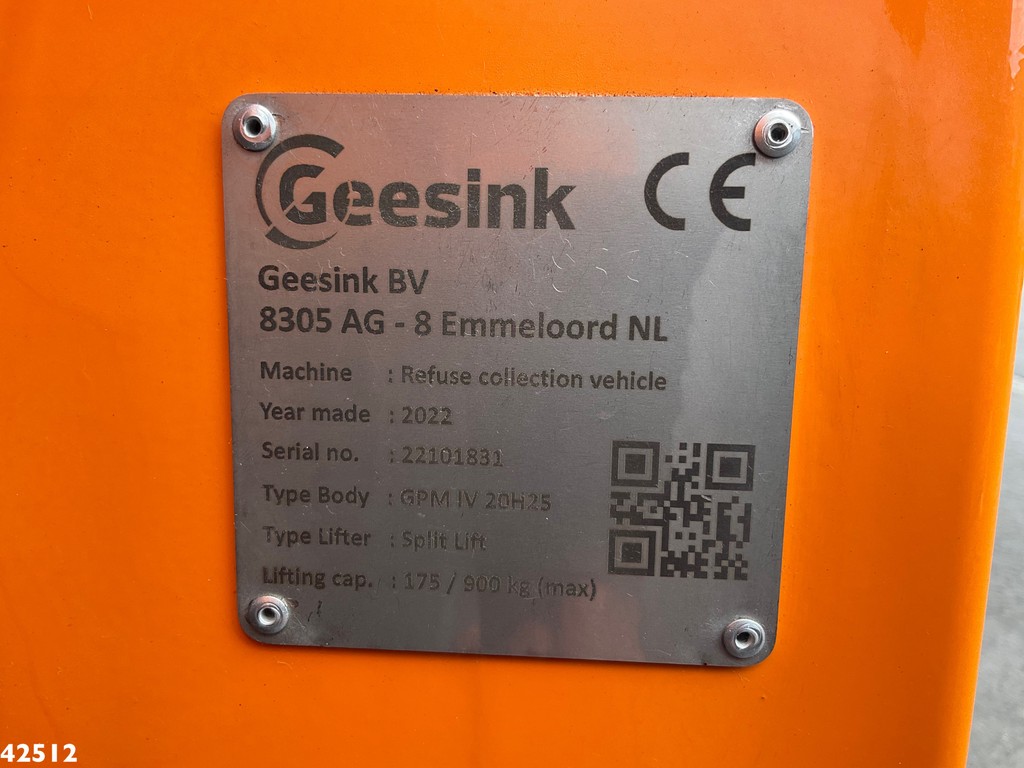 Geesink CE
Geesink BV
8305 AG - 8 Emmeloord NL
Machine : Refuse collection vehicle
Year made : 2022
Serial no. : 22101831
Type Body : GPM IV 20H25
Type Lifter : Split Lift
Lifting cap. : 175 / 900 kg (max)
42512